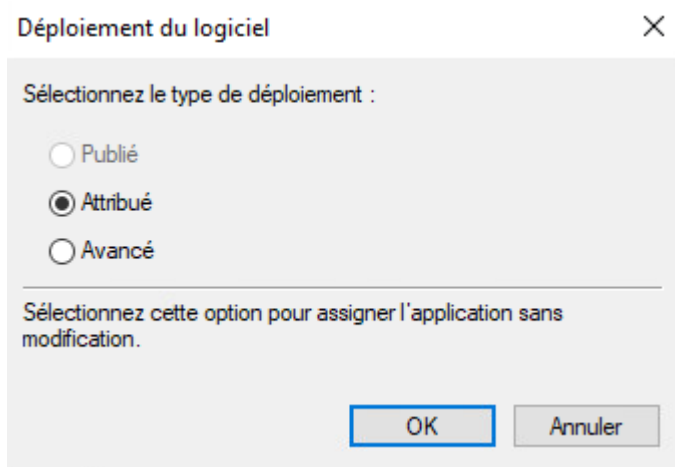 Déploiement du logiciel
Sélectionnez le type de déploiement :
Publié
Attribué
Avancé
Sélectionnez cette option pour assigner l'application sans
modification.
OK
Annuler